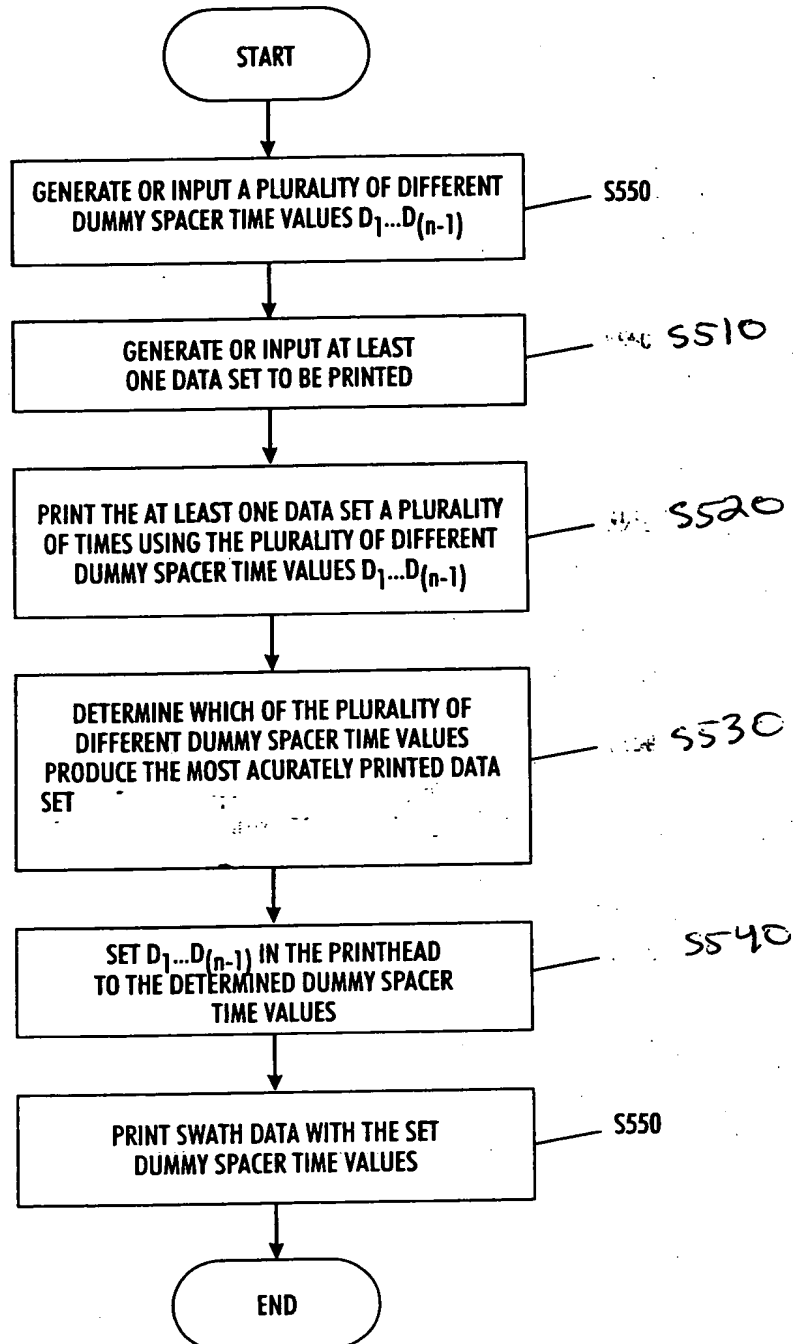 START
GENERATE OR INPUT A PLURALITY OF DIFFERENT
DUMMY SPACER TIME VALUES D1...D(n-1)
S550
GENERATE OR INPUT AT LEAST
ONE DATA SET TO BE PRINTED
S510
PRINT THE AT LEAST ONE DATA SET A PLURALITY
OF TIMES USING THE PLURALITY OF DIFFERENT
DUMMY SPACER TIME VALUES D1...D(n-1)
S520
DETERMINE WHICH OF THE PLURALITY OF
DIFFERENT DUMMY SPACER TIME VALUES
PRODUCE THE MOST ACURATELY PRINTED DATA
SET
S530
SET D1...D(n-1) IN THE PRINTHEAD
TO THE DETERMINED DUMMY SPACER
TIME VALUES
S540
PRINT SWATH DATA WITH THE SET
DUMMY SPACER TIME VALUES
S550
END